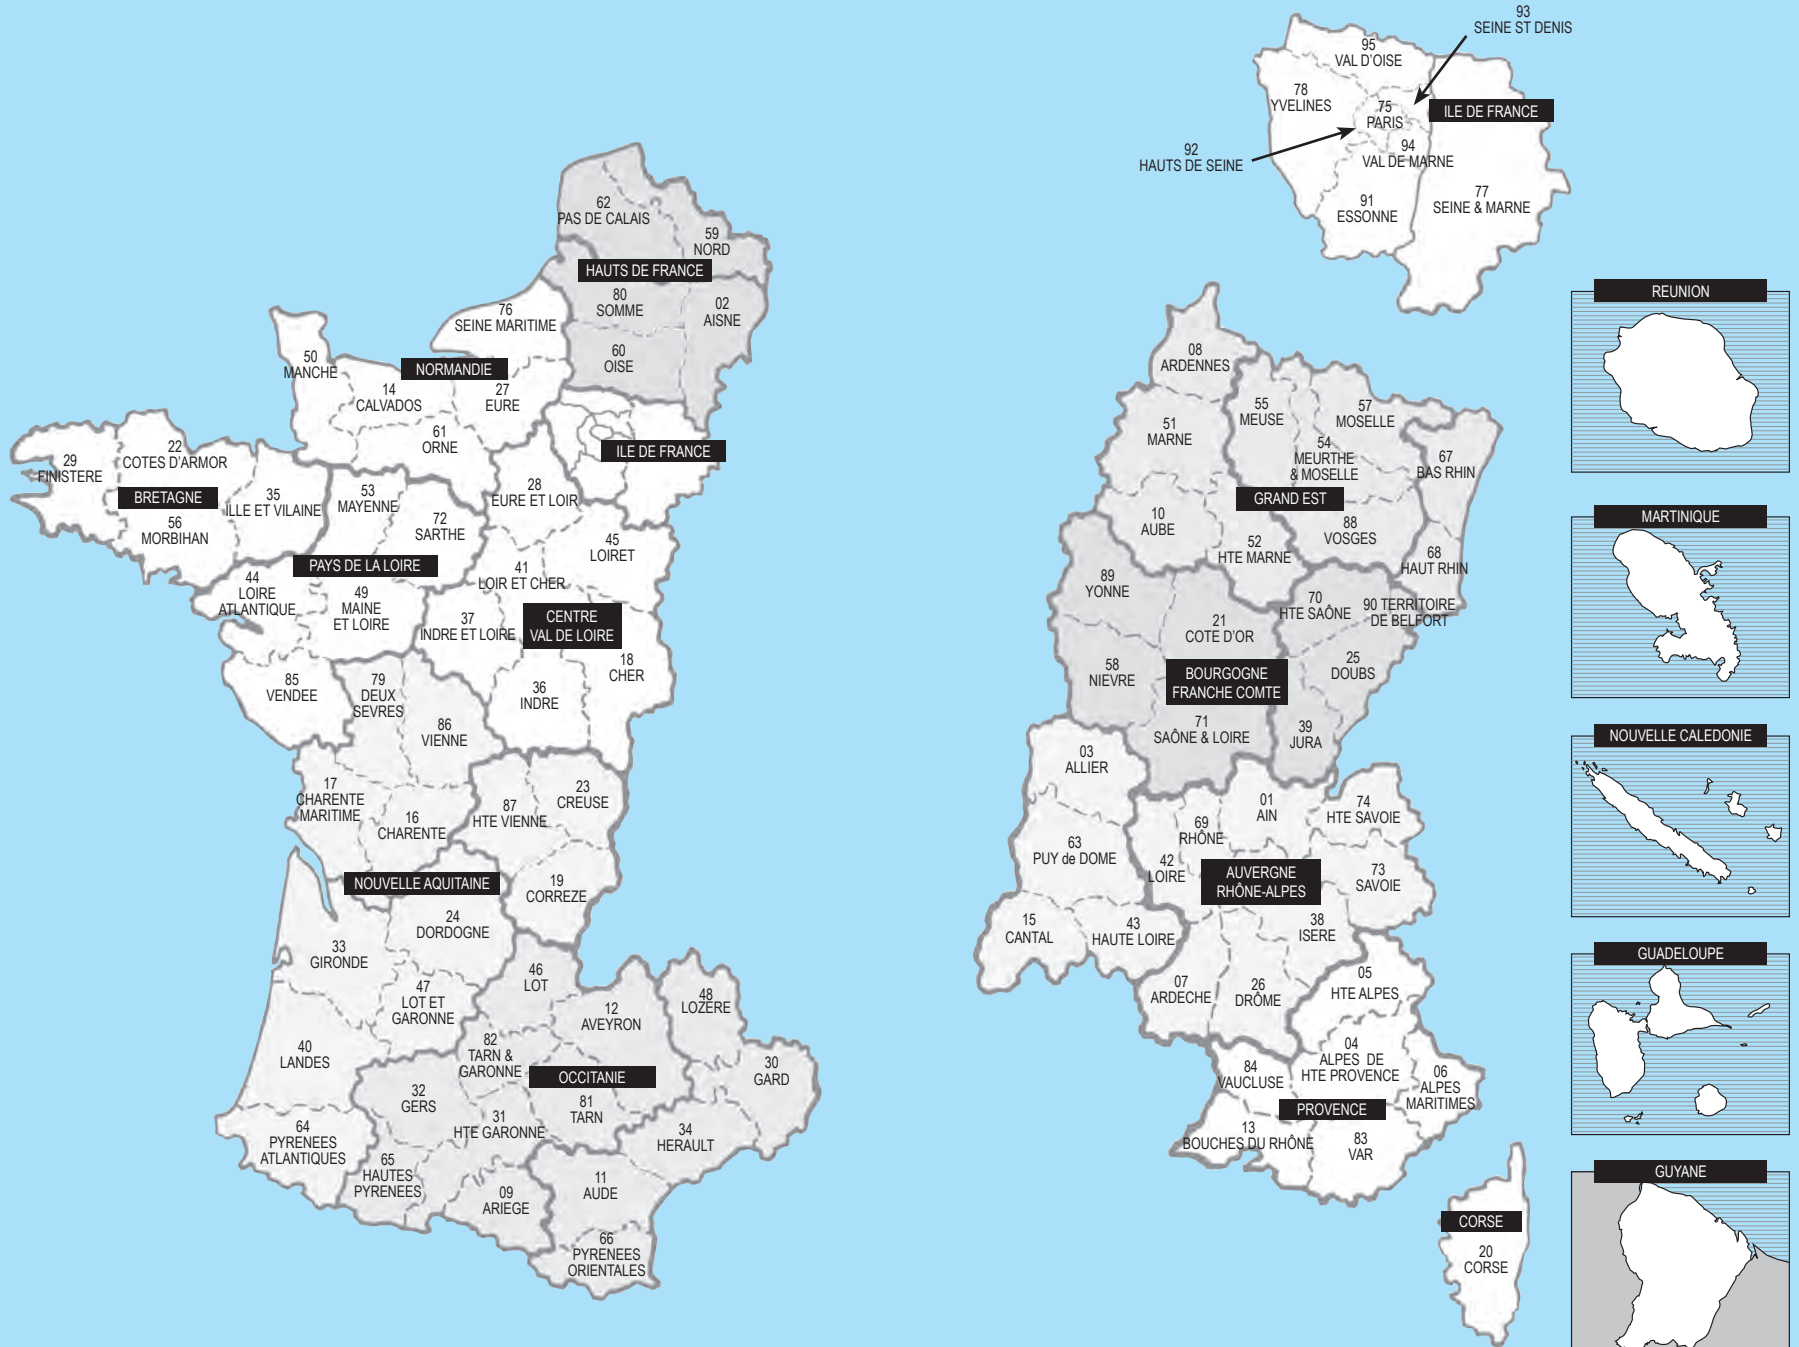 93
SEINE ST DENIS
95
VAL D'OISE
78
YVELINES
75
PARIS
ILE DE FRANCE
92
HAUTS DE SEINE
94
VAL DE MARNE
91
ESSONNE
77
SEINE & MARNE
62
PAS DE CALAIS
59
NORD
HAUTS DE FRANCE
80
SOMME
02
AISNE
60
OISE
76
SEINE MARITIME
50
MANCHE
NORMANDIE
14
CALVADOS
27
EURE
61
ORNE
ILE DE FRANCE
29
FINISTERE
22
COTES D'ARMOR
BRETAGNE
35
ILLE ET VILAINE
56
MORBIHAN
53
MAYENNE
72
SARTHE
PAYS DE LA LOIRE
44
LOIRE
ATLANTIQUE
49
MAINE
ET LOIRE
85
VENDEE
28
EURE ET LOIR
45
LOIRET
41
LOIR ET CHER
37
INDRE ET LOIRE
CENTRE
VAL DE LOIRE
18
CHER
36
INDRE
79
DEUX
SEVRES
86
VIENNE
17
CHARENTE
MARITIME
16
CHARENTE
87
HTE VIENNE
23
CREUSE
NOUVELLE AQUITAINE
19
CORREZE
24
DORDOGNE
33
GIRONDE
47
LOT ET
GARONNE
40
LANDES
64
PYRENEES
ATLANTIQUES
46
LOT
12
AVEYRON
48
LOZERE
82
TARN &
GARONNE
OCCITANIE
30
GARD
32
GERS
31
HTE GARONNE
81
TARN
34
HERAULT
65
HAUTES
PYRENEES
09
ARIEGE
11
AUDE
66
PYRENEES
ORIENTALES
08
ARDENNES
51
MARNE
55
MEUSE
57
MOSELLE
54
MEURTHE
& MOSELLE
67
BAS RHIN
GRAND EST
10
AUBE
52
HTE MARNE
88
VOSGES
68
HAUT RHIN
89
YONNE
21
COTE D'OR
70
HTE SAÔNE
90 TERRITOIRE
DE BELFORT
58
NIEVRE
BOURGOGNE
FRANCHE COMTE
25
DOUBS
71
SAÔNE & LOIRE
39
JURA
03
ALLIER
63
PUY de DOME
69
RHÔNE
01
AIN
74
HTE SAVOIE
42
LOIRE
AUVERGNE
RHÔNE-ALPES
73
SAVOIE
15
CANTAL
43
HAUTE LOIRE
38
ISERE
07
ARDECHE
26
DRÔME
05
HTE ALPES
04
ALPES DE
HTE PROVENCE
84
VAUCLUSE
06
ALPES
MARITIMES
PROVENCE
13
BOUCHES DU RHÔNE
83
VAR
CORSE
20
CORSE
REUNION
MARTINIQUE
NOUVELLE CALEDONIE
GUADELOUPE
GUYANE